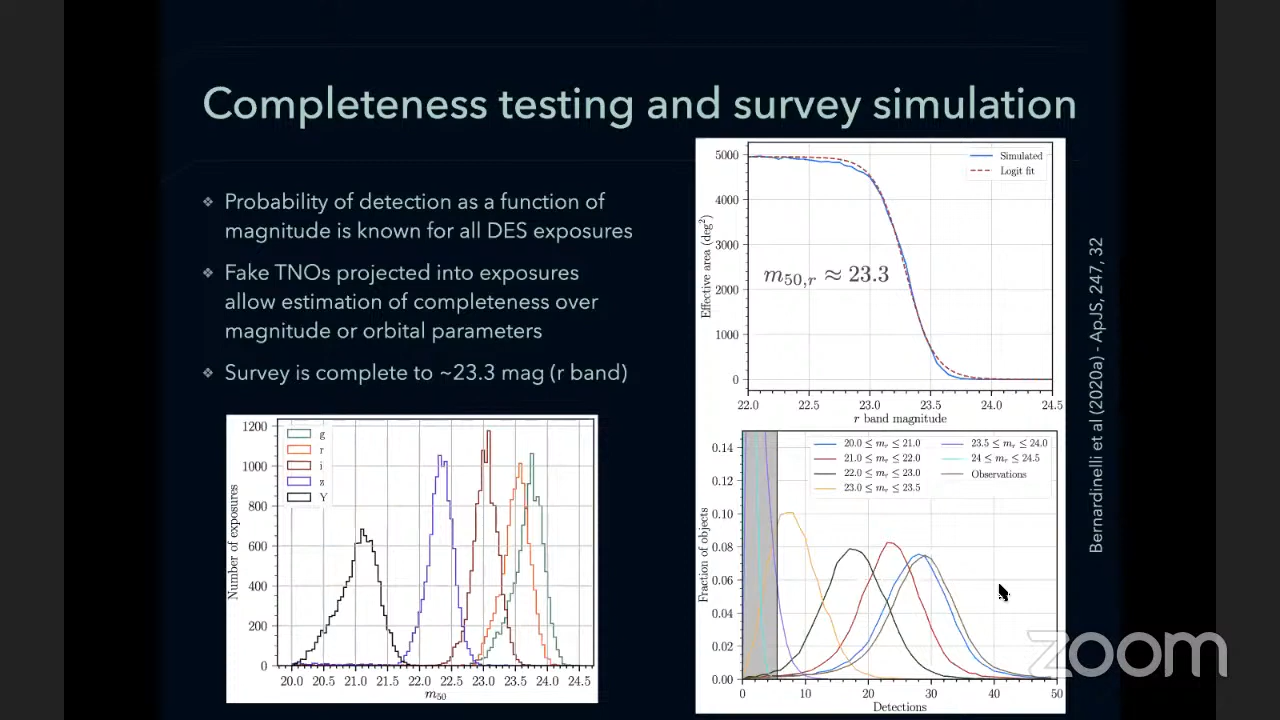 Completeness testing and survey simulation
❖ Probability of detection as a function of
magnitude is known for all DES exposures
❖ Fake TNOs projected into exposures
allow estimation of completeness over
magnitude or orbital parameters
❖ Survey is complete to ~23.3 mag (r band)
1200
1000
800
600
400
200
0
Number of exposures
g
r
i
z
Y
20.0 20.5 21.0 21.5 22.0 22.5 23.0 23.5 24.0 24.5
m50
5000
4000
3000
2000
1000
0
Effective area (deg²)
Simulated
Logit fit
m50,r ≈ 23.3
22.0 22.5 23.0 23.5 24.0 24.5
r band magnitude
0.14
0.12
0.10
0.08
0.06
0.04
0.02
0.00
Fraction of objects
20.0 ≤ mr ≤ 21.0
21.0 ≤ mr ≤ 22.0
22.0 ≤ mr ≤ 23.0
23.0 ≤ mr ≤ 23.5
23.5 ≤ mr ≤ 24.0
24 ≤ mr ≤ 24.5
Observations
0 10 20 30 40 50
Detections
Bernardinelli et al (2020a) - ApJS, 247, 32
zoom